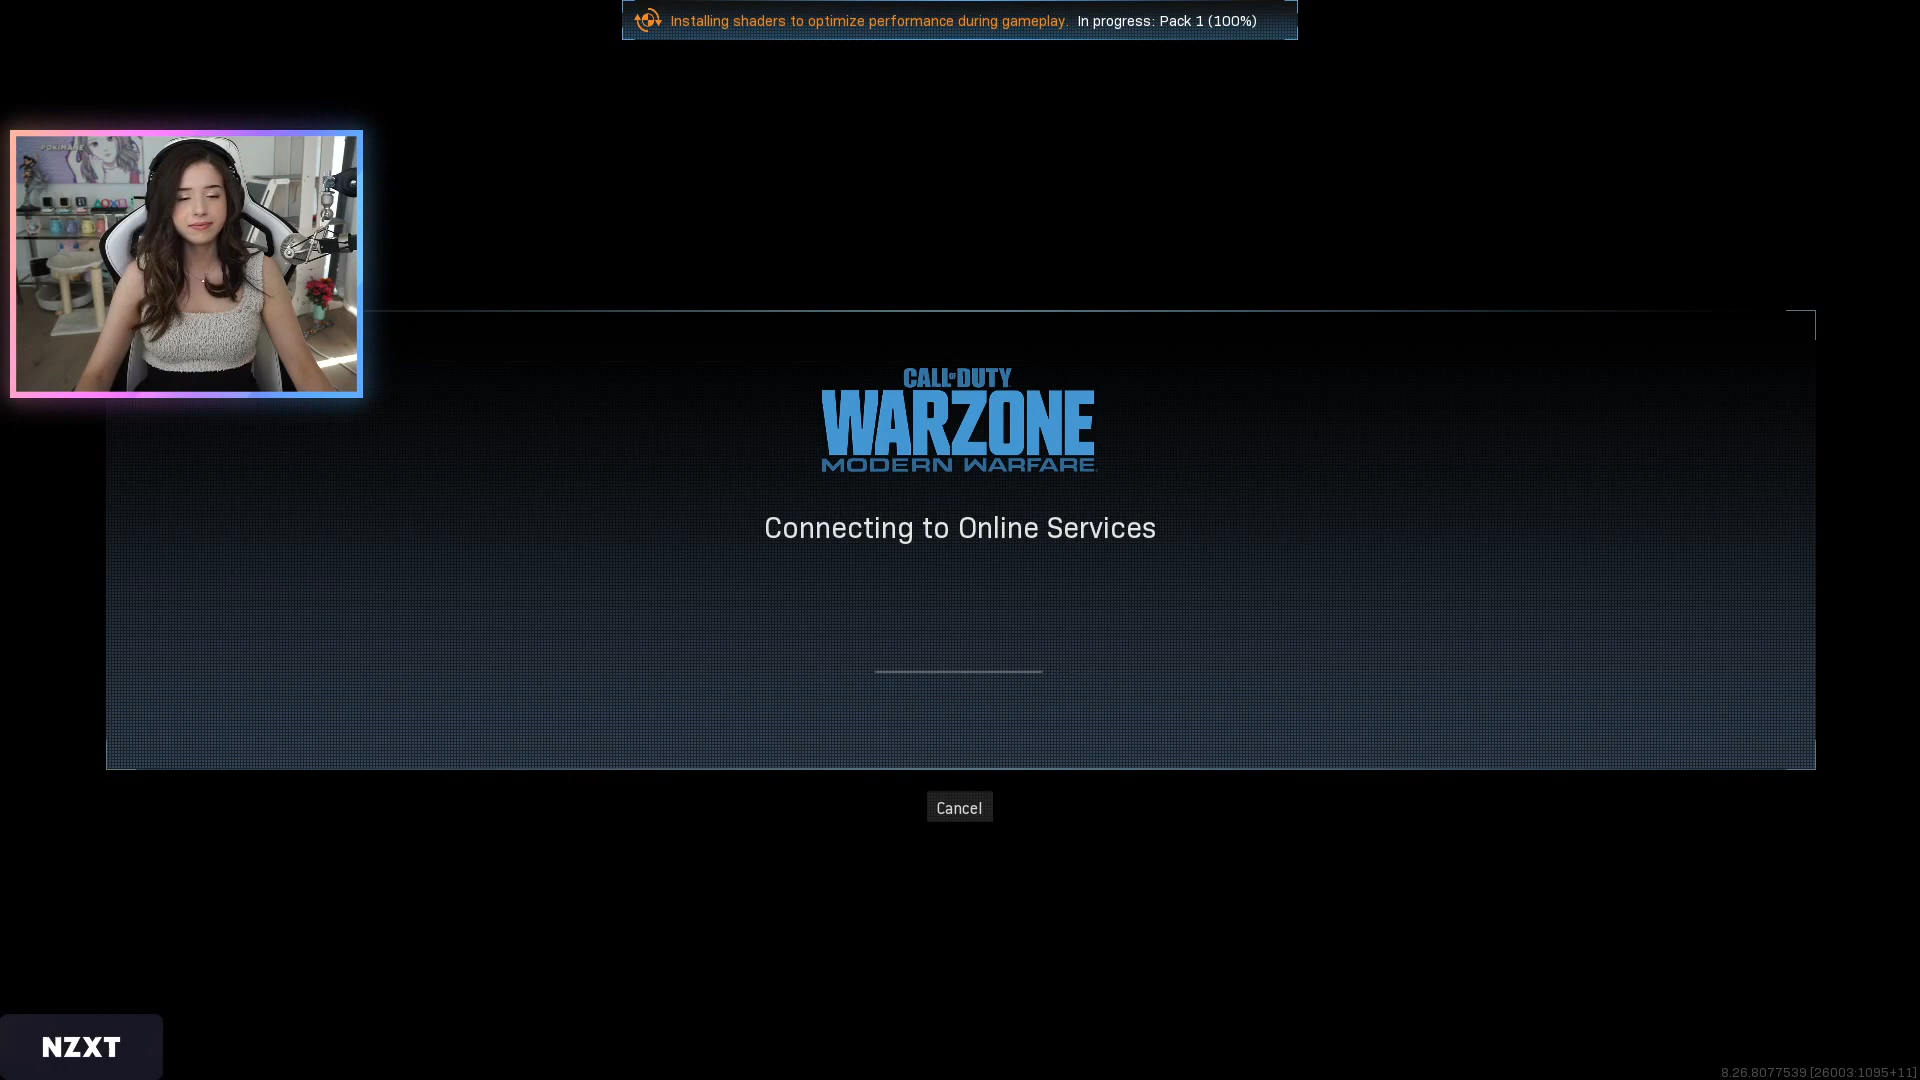 Installing shaders to optimize performance during gameplay. In progress: Pack 1 (100%)
POKIMANE
CALL OF DUTY
WARZONE
MODERN WARFARE
Connecting to Online Services
Cancel
NZXT
8.26.8077539 [26003:1095+11]